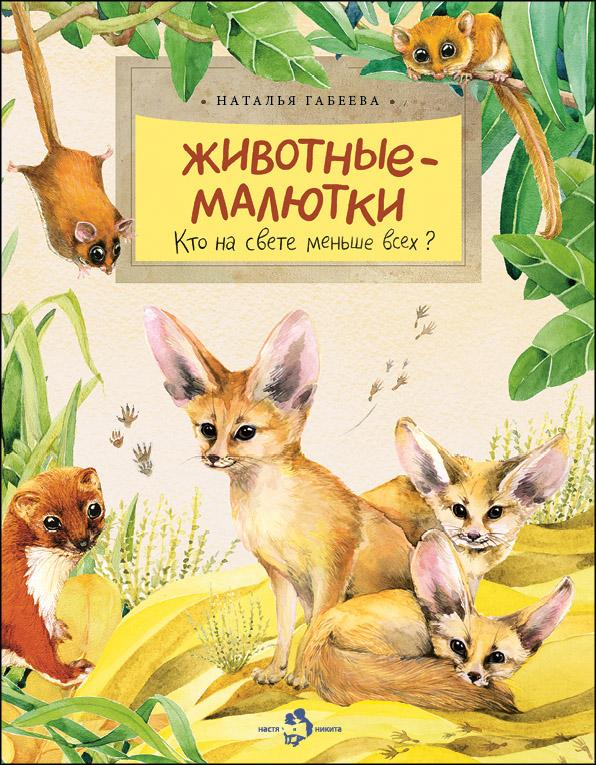 • НАТАЛЬЯ ГАБЕЕВА •
ЖИВОТНЫЕ-
МАЛЮТКИ
Кто на свете меньше всех?
настя никита